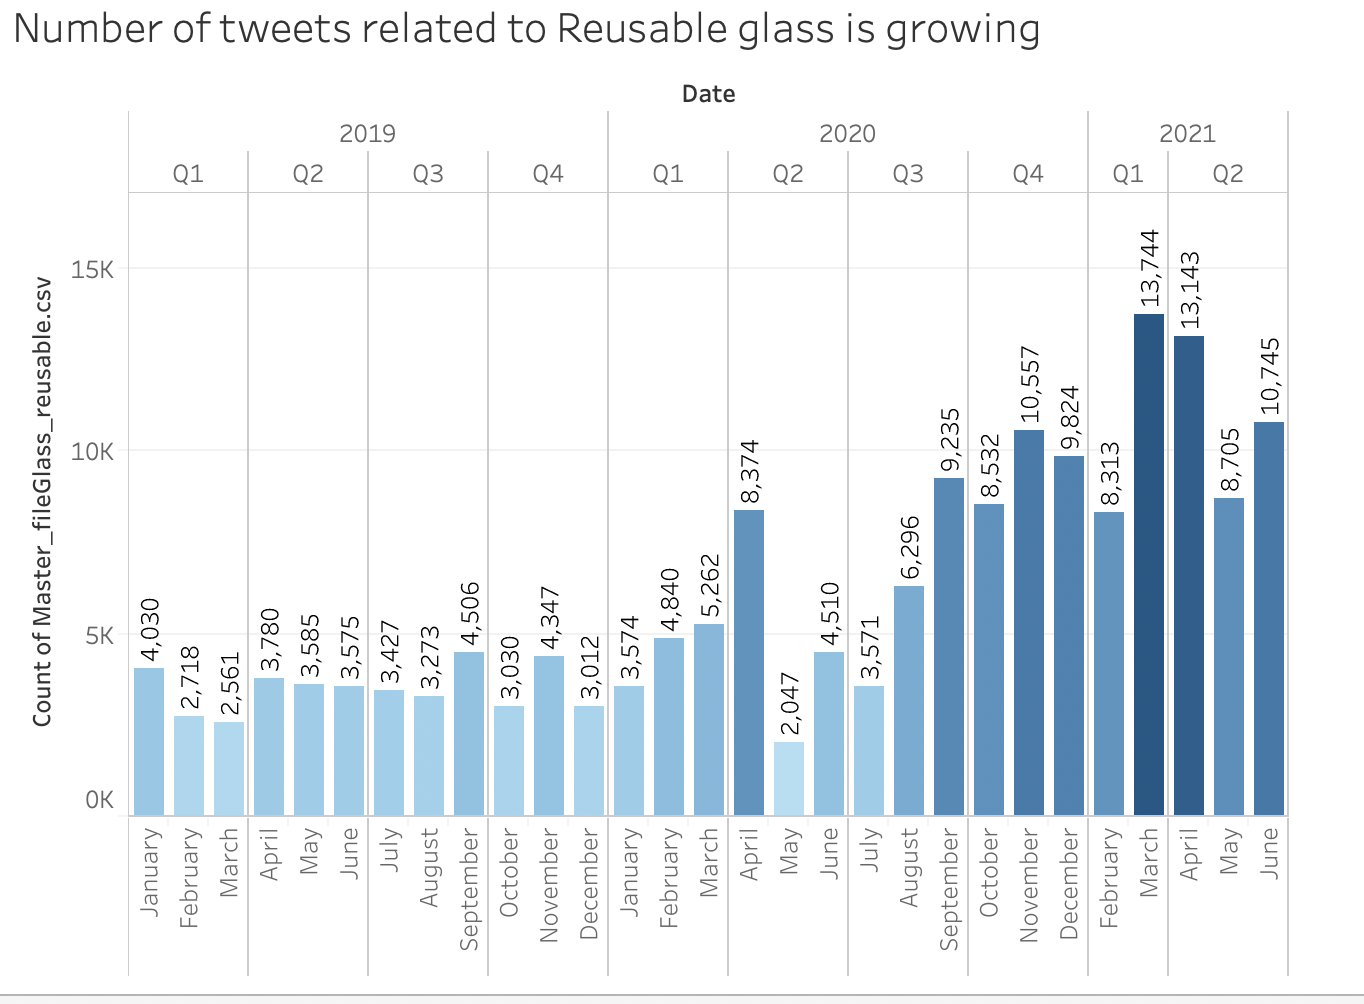 Number of tweets related to Reusable glass is growing
Date
2019
2020
2021
Q1
Q2
Q3
Q4
Q1
Q2
Q3
Q4
Q1
Q2
Count of Master_fileGlass_reusable.csv
15K
10K
5K
0K
4,030
2,718
2,561
3,780
3,585
3,575
3,427
3,273
4,506
3,030
4,347
3,012
3,574
4,840
5,262
8,374
2,047
4,510
3,571
6,296
9,235
8,532
10,557
9,824
8,313
13,744
13,143
8,705
10,745
January
February
March
April
May
June
July
August
September
October
November
December
January
February
March
April
May
June
July
August
September
October
November
December
February
March
April
May
June